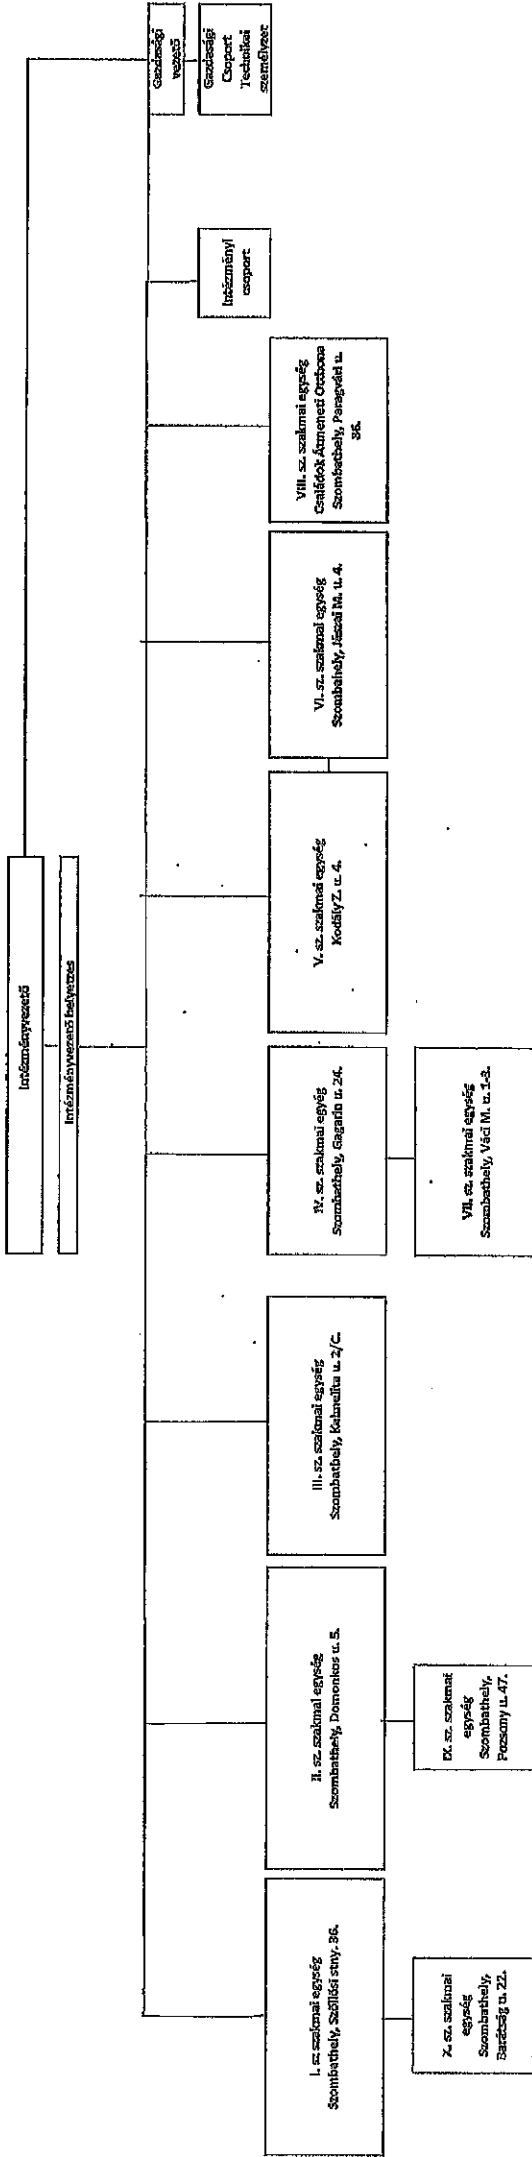 Intézményvezető
Intézményvezető helyettes
Gazdasági
vezető
Gazdasági
Csoport
Technikai
személyzet
Intézményi
csoport
I. sz szakmai egység
Szombathely, Szőllősi stny. 36.
II. sz. szakmai egység
Szombathely, Domonkos u. 5.
III. sz. szakmai egység
Szombathely, Kalmelita u. 2/C.
IV. sz. szakmai egyég
Szombathely, Gagarin u. 24.
V. sz. szakmai egység
Kodály Z. u. 4.
VI. sz. szakmai egység
Szombathely, Jászai M. u. 4.
VIII. sz. szakmai egység
Családok Átmeneti Otthona
Szombathely, Paragvári u.
36.
X. sz. szakmai
egység
Szombathely,
Barátság u. 22.
IX. sz. szakmai
egység
Szombathely,
Pozsony u. 47.
VII. sz. szakmai egység
Szombathely, Váci M. u. 1-3.